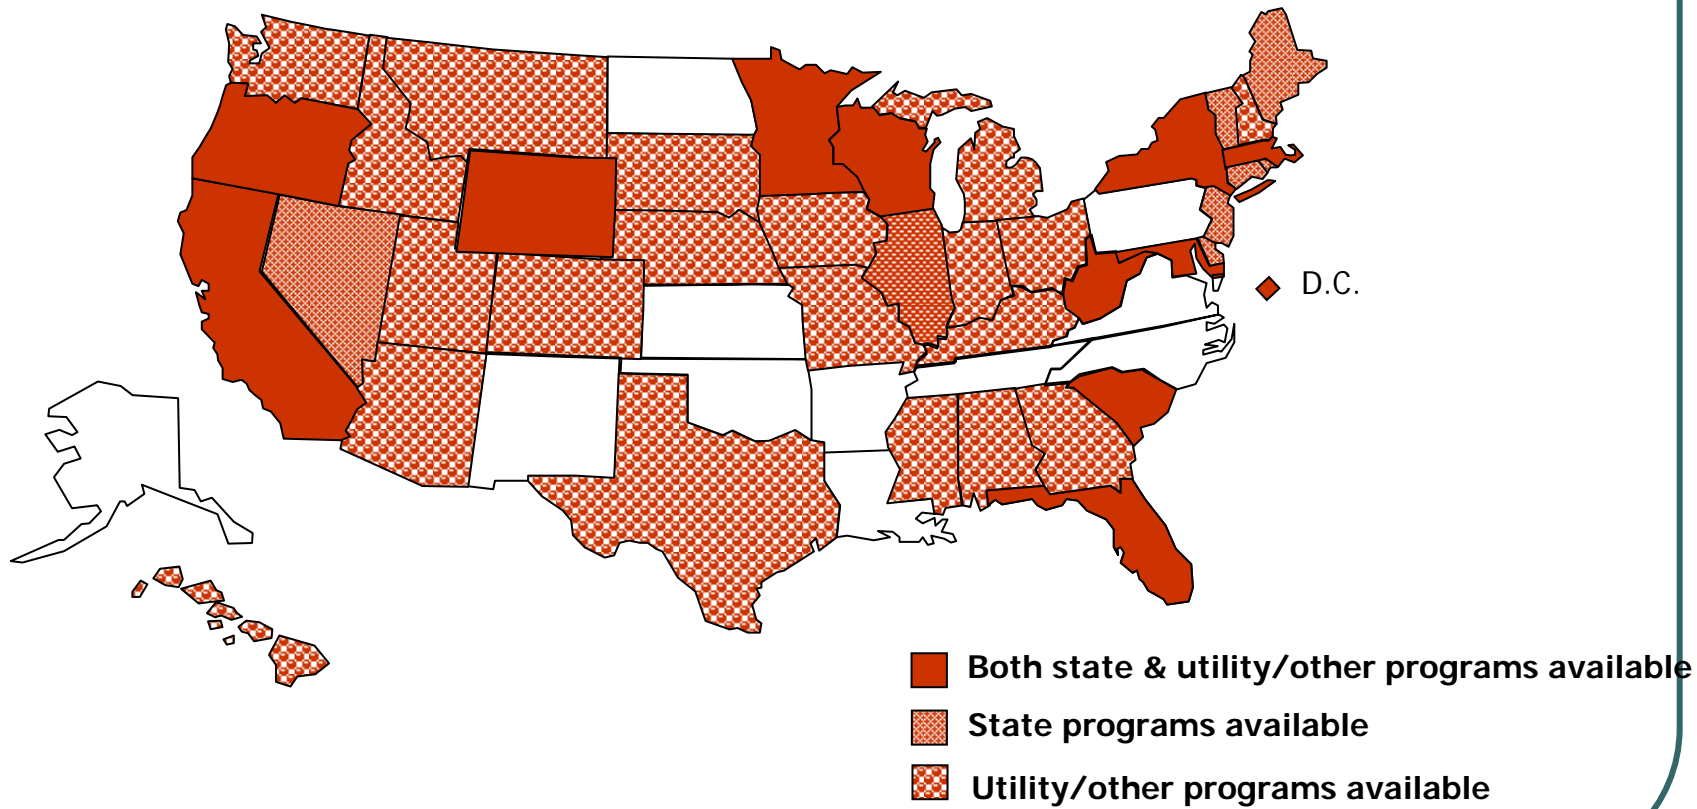 D.C.
Both state & utility/other programs available
State programs available
Utility/other programs available